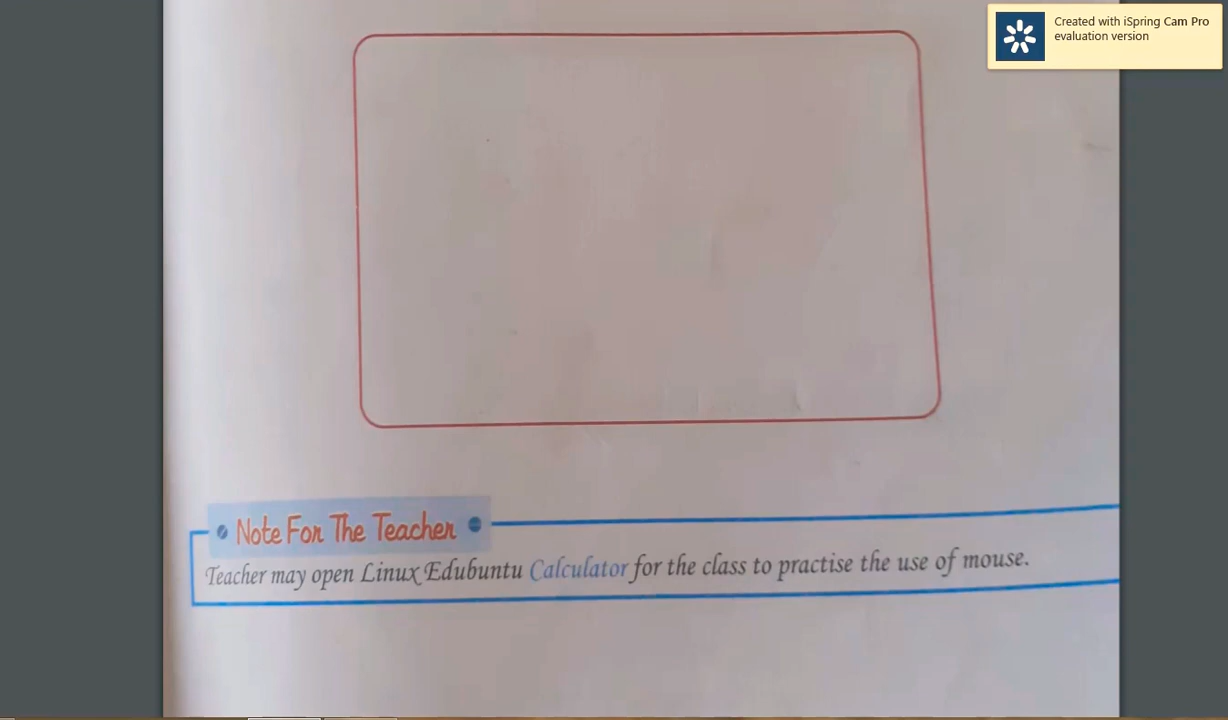 Created with iSpring Cam Pro
evaluation version
Note For The Teacher
Teacher may open Linux Edubuntu Calculator for the class to practise the use of mouse.